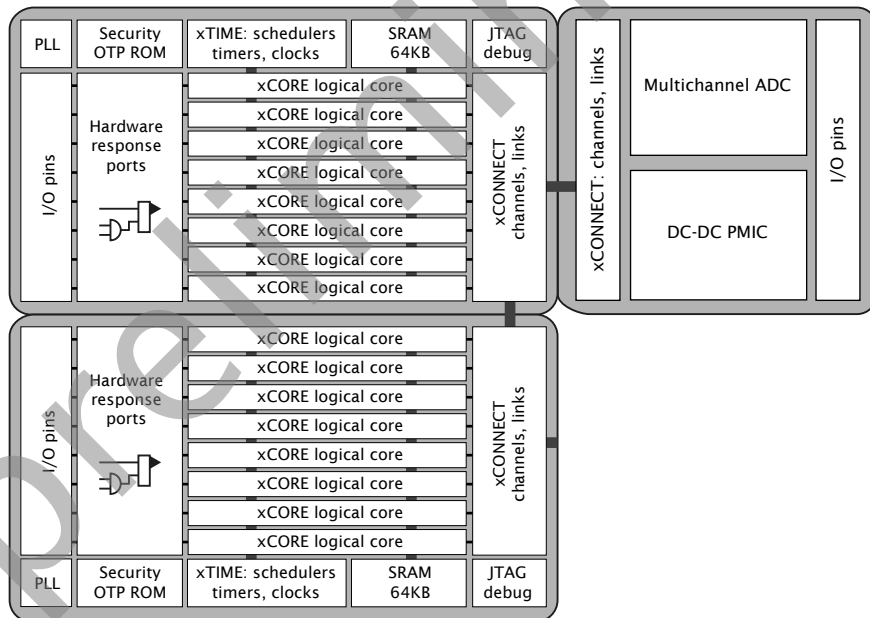 PLL
Security
OTP ROM
xTIME: schedulers
timers, clocks
SRAM
64KB
JTAG
debug
I/O pins
Hardware
response
ports
xCORE logical core
xCORE logical core
xCORE logical core
xCORE logical core
xCORE logical core
xCORE logical core
xCORE logical core
xCORE logical core
xCONNECT
channels, links
xCONNECT: channels, links
Multichannel ADC
DC-DC PMIC
I/O pins
I/O pins
Hardware
response
ports
xCORE logical core
xCORE logical core
xCORE logical core
xCORE logical core
xCORE logical core
xCORE logical core
xCORE logical core
xCORE logical core
xCONNECT
channels, links
PLL
Security
OTP ROM
xTIME: schedulers
timers, clocks
SRAM
64KB
JTAG
debug
prelimin